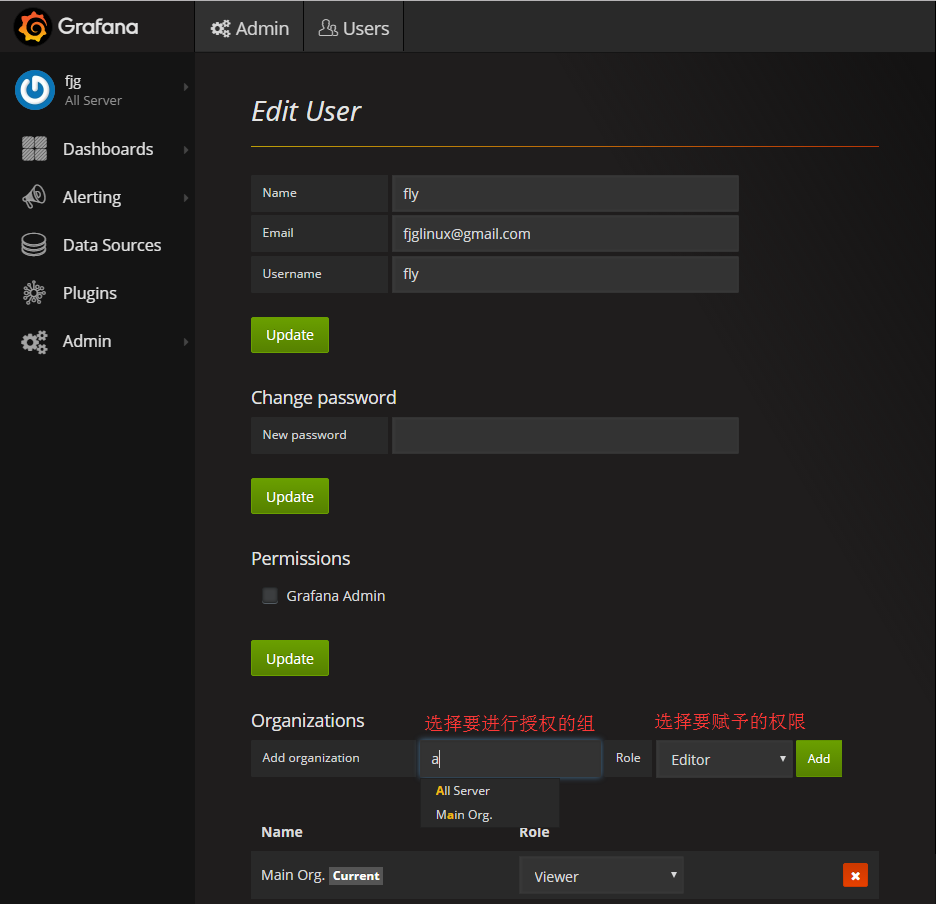 Grafana
Admin
Users
fjg
All Server
Dashboards
Alerting
Data Sources
Plugins
Admin
Edit User
Name
fly
Email
fjglinux@gmail.com
Username
fly
Update
Change password
New password
Update
Permissions
Grafana Admin
Update
Organizations
选择要进行授权的组
选择要赋予的权限
Add organization
a
Role
Editor
Add
All Server
Main Org.
Name
Role
Main Org. Current
Viewer